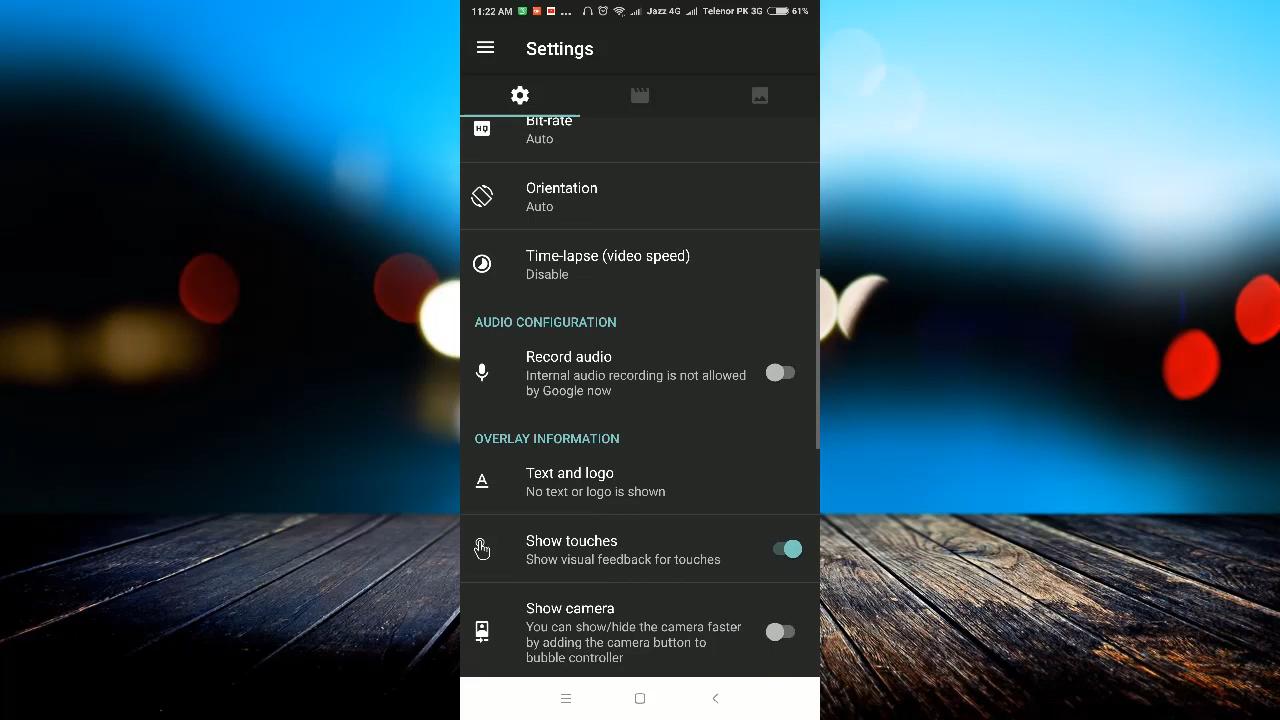 11:22 AM ... Jazz 4G Telenor PK 3G 61%
Settings
Bit-rate
HQ
Auto
Orientation
Auto
Time-lapse (video speed)
Disable
AUDIO CONFIGURATION
Record audio
Internal audio recording is not allowed
by Google now
OVERLAY INFORMATION
Text and logo
A
No text or logo is shown
Show touches
Show visual feedback for touches
Show camera
You can show/hide the camera faster
by adding the camera button to
bubble controller